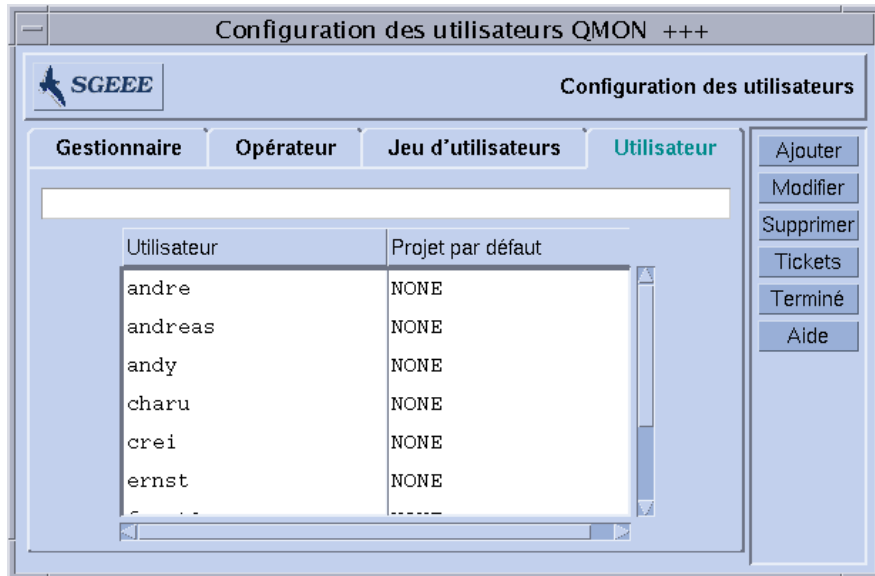 Configuration des utilisateurs QMON +++
SGEEE
Configuration des utilisateurs
Gestionnaire
Opérateur
Jeu d'utilisateurs
Utilisateur
Ajouter
Modifier
Supprimer
Tickets
Terminé
Aide
Utilisateur Projet par défaut
andre NONE
andreas NONE
andy NONE
charu NONE
crei NONE
ernst NONE